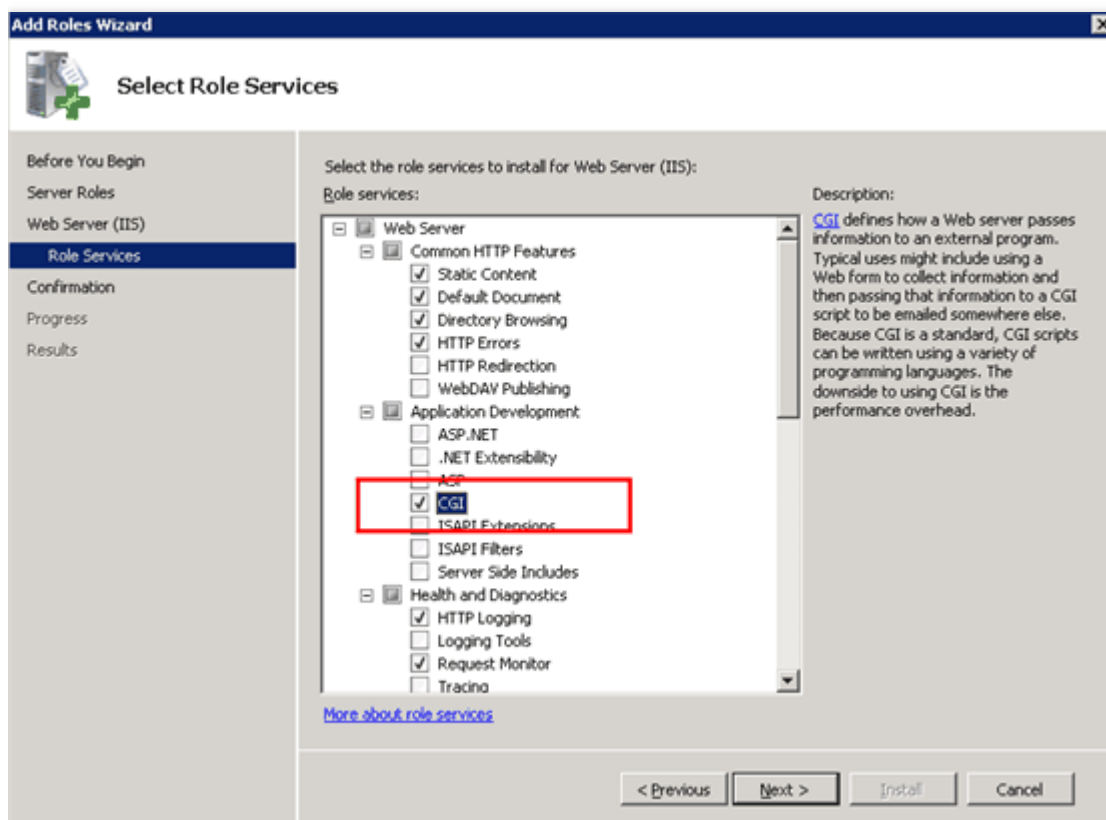 Add Roles Wizard
Select Role Services
Before You Begin
Server Roles
Web Server (IIS)
Role Services
Confirmation
Progress
Results
Select the role services to install for Web Server (IIS):
Role services:
Web Server
Common HTTP Features
Static Content
Default Document
Directory Browsing
HTTP Errors
HTTP Redirection
WebDAV Publishing
Application Development
ASP.NET
.NET Extensibility
ASP
CGI
ISAPI Extensions
ISAPI Filters
Server Side Includes
Health and Diagnostics
HTTP Logging
Logging Tools
Request Monitor
Tracing
More about role services
Description:
CGI defines how a Web server passes
information to an external program.
Typical uses might include using a
Web form to collect information and
then passing that information to a CGI
script to be emailed somewhere else.
Because CGI is a standard, CGI scripts
can be written using a variety of
programming languages. The
downside to using CGI is the
performance overhead.
< Previous
Next >
Install
Cancel